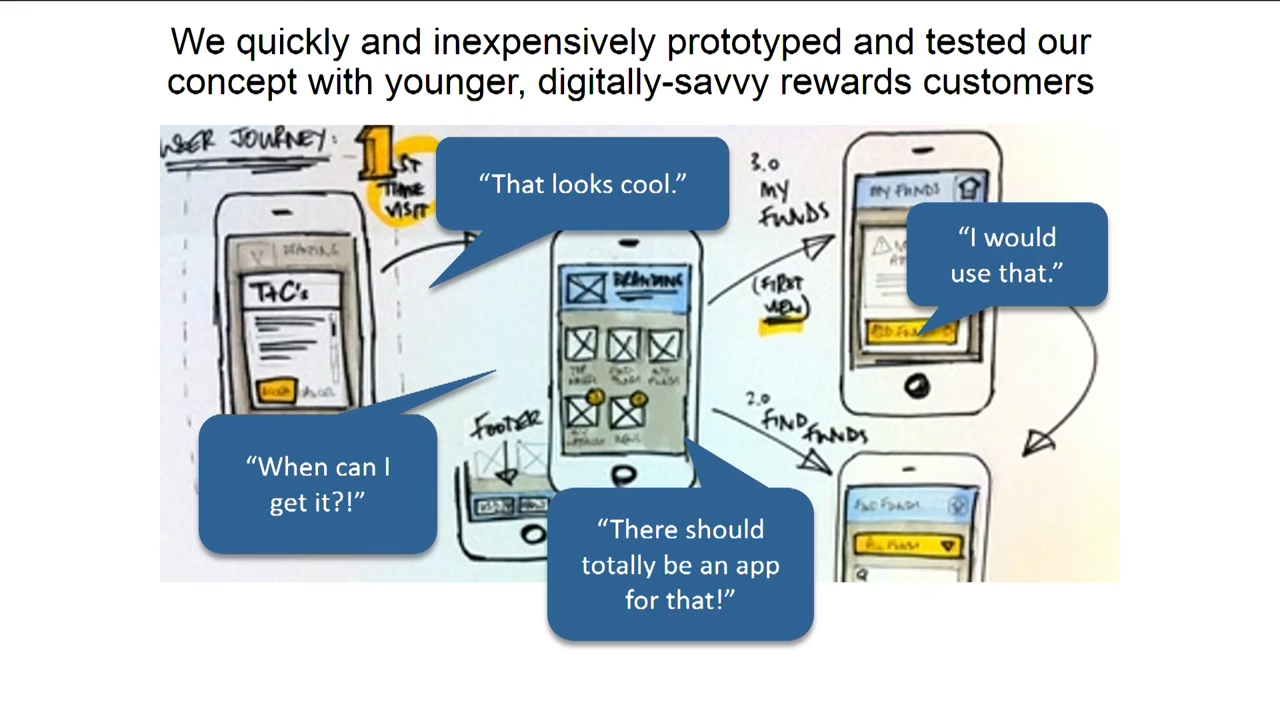 We quickly and inexpensively prototyped and tested our
concept with younger, digitally-savvy rewards customers
USER JOURNEY: 1ST
TIME
VISIT
“That looks cool.”
3.0
MY
FUNDS
(FIRST
VIEW)
MY FUNDS
“I would
use that.”
T+C's
BRANDING
2.0
FIND
FUNDS
FOOTER
“When can I
get it?!”
“There should
totally be an app
for that!”
FIND FUNDS
ALL FUNDS